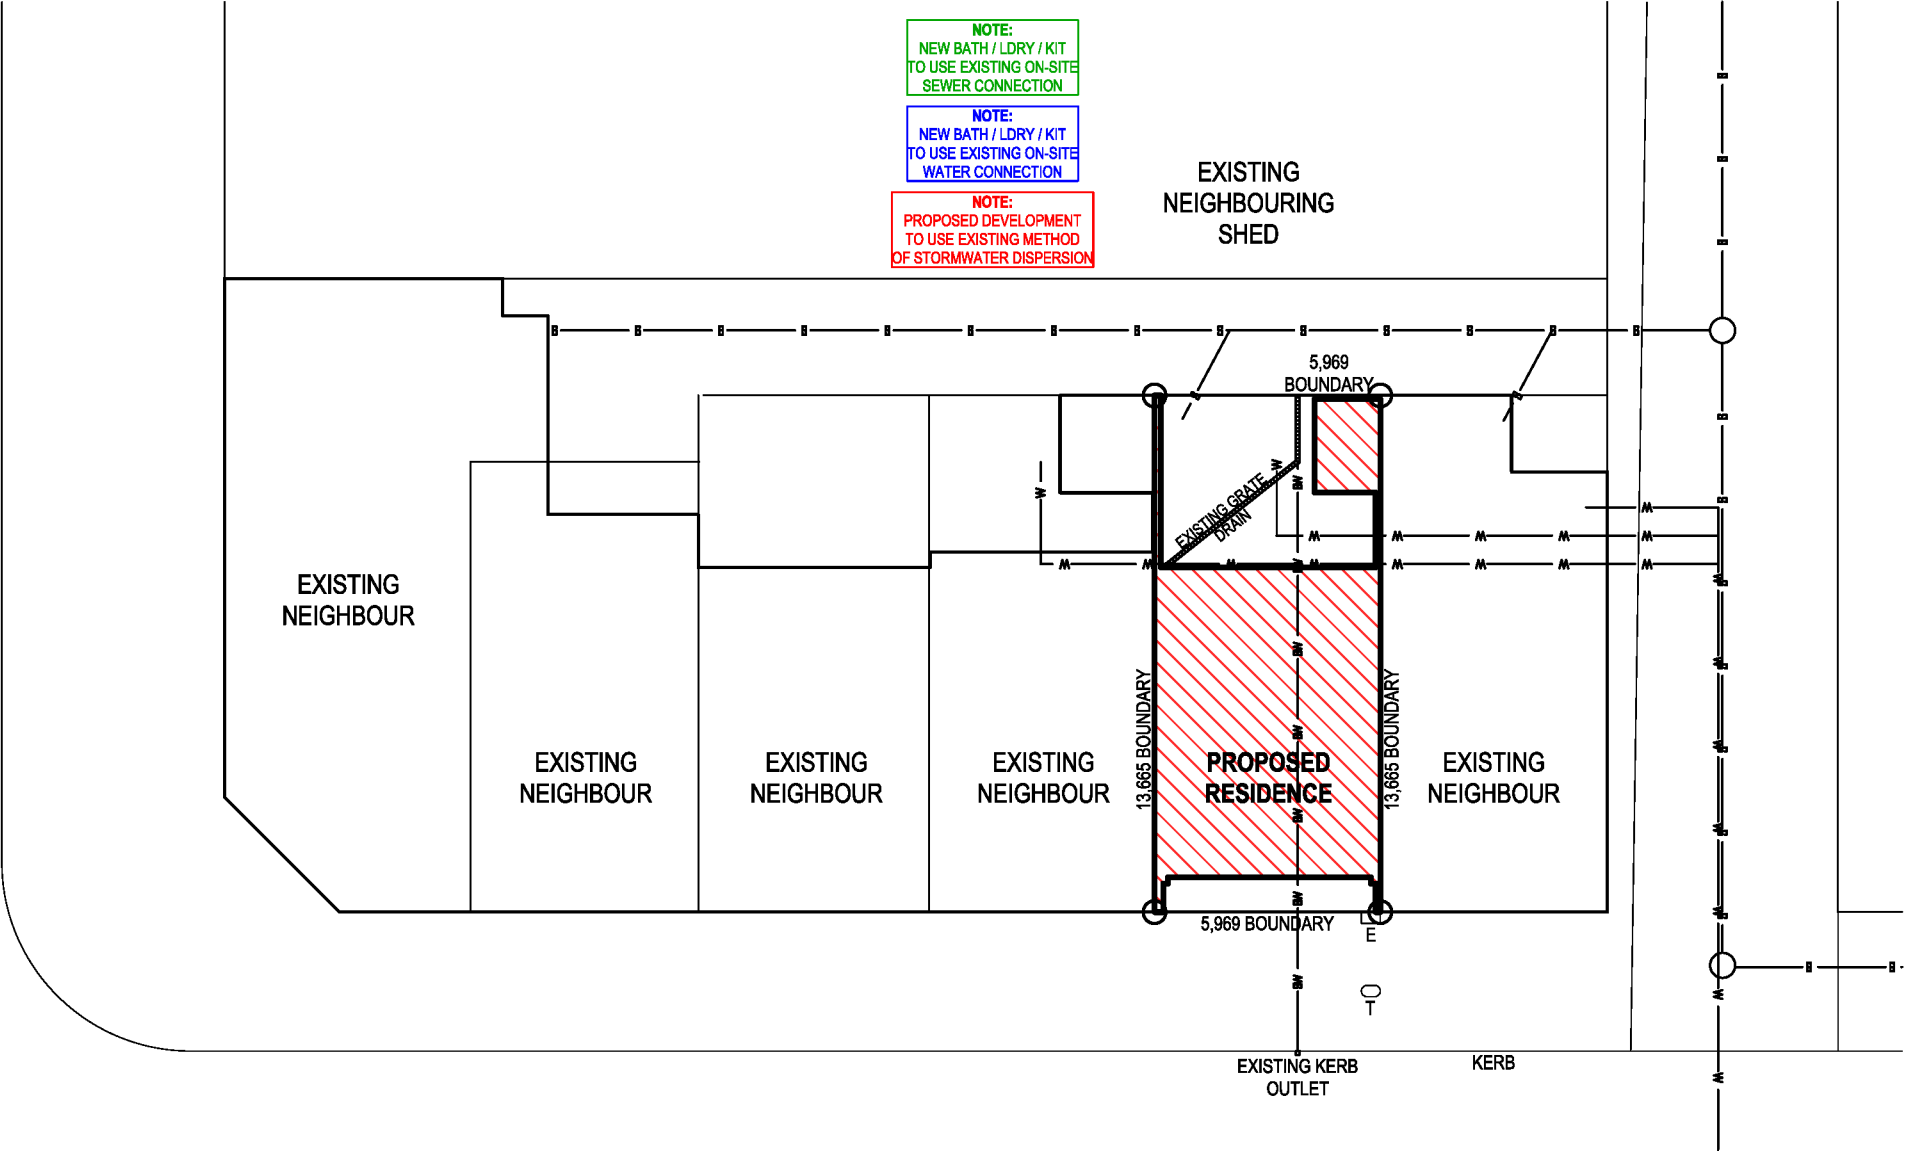 NOTE:
NEW BATH / LDRY / KIT
TO USE EXISTING ON-SITE
SEWER CONNECTION
NOTE:
NEW BATH / LDRY / KIT
TO USE EXISTING ON-SITE
WATER CONNECTION
NOTE:
PROPOSED DEVELOPMENT
TO USE EXISTING METHOD
OF STORMWATER DISPERSION
EXISTING
NEIGHBOURING
SHED
5,969
BOUNDARY
EXISTING GRATE
DRAIN
EXISTING
NEIGHBOUR
EXISTING
NEIGHBOUR
EXISTING
NEIGHBOUR
EXISTING
NEIGHBOUR
13,665 BOUNDARY
PROPOSED
RESIDENCE
13,665 BOUNDARY
EXISTING
NEIGHBOUR
5,969 BOUNDARY
E
T
EXISTING KERB
OUTLET
KERB